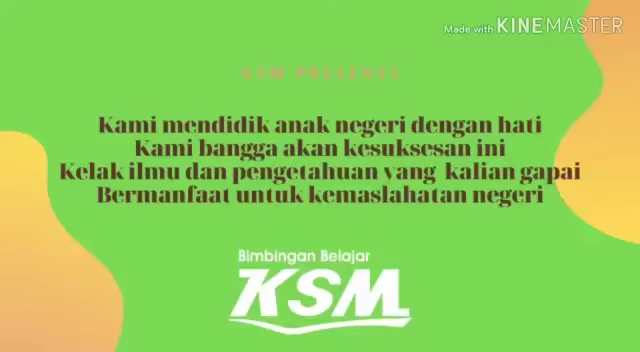 Made with KINEMASTER
KSM PRESENTS
Kami mendidik anak negeri dengan hati
Kami bangga akan kesuksesan ini
Kelak ilmu dan pengetahuan yang kalian gapai
Bermanfaat untuk kemaslahatan negeri
Bimbingan Belajar
KSM